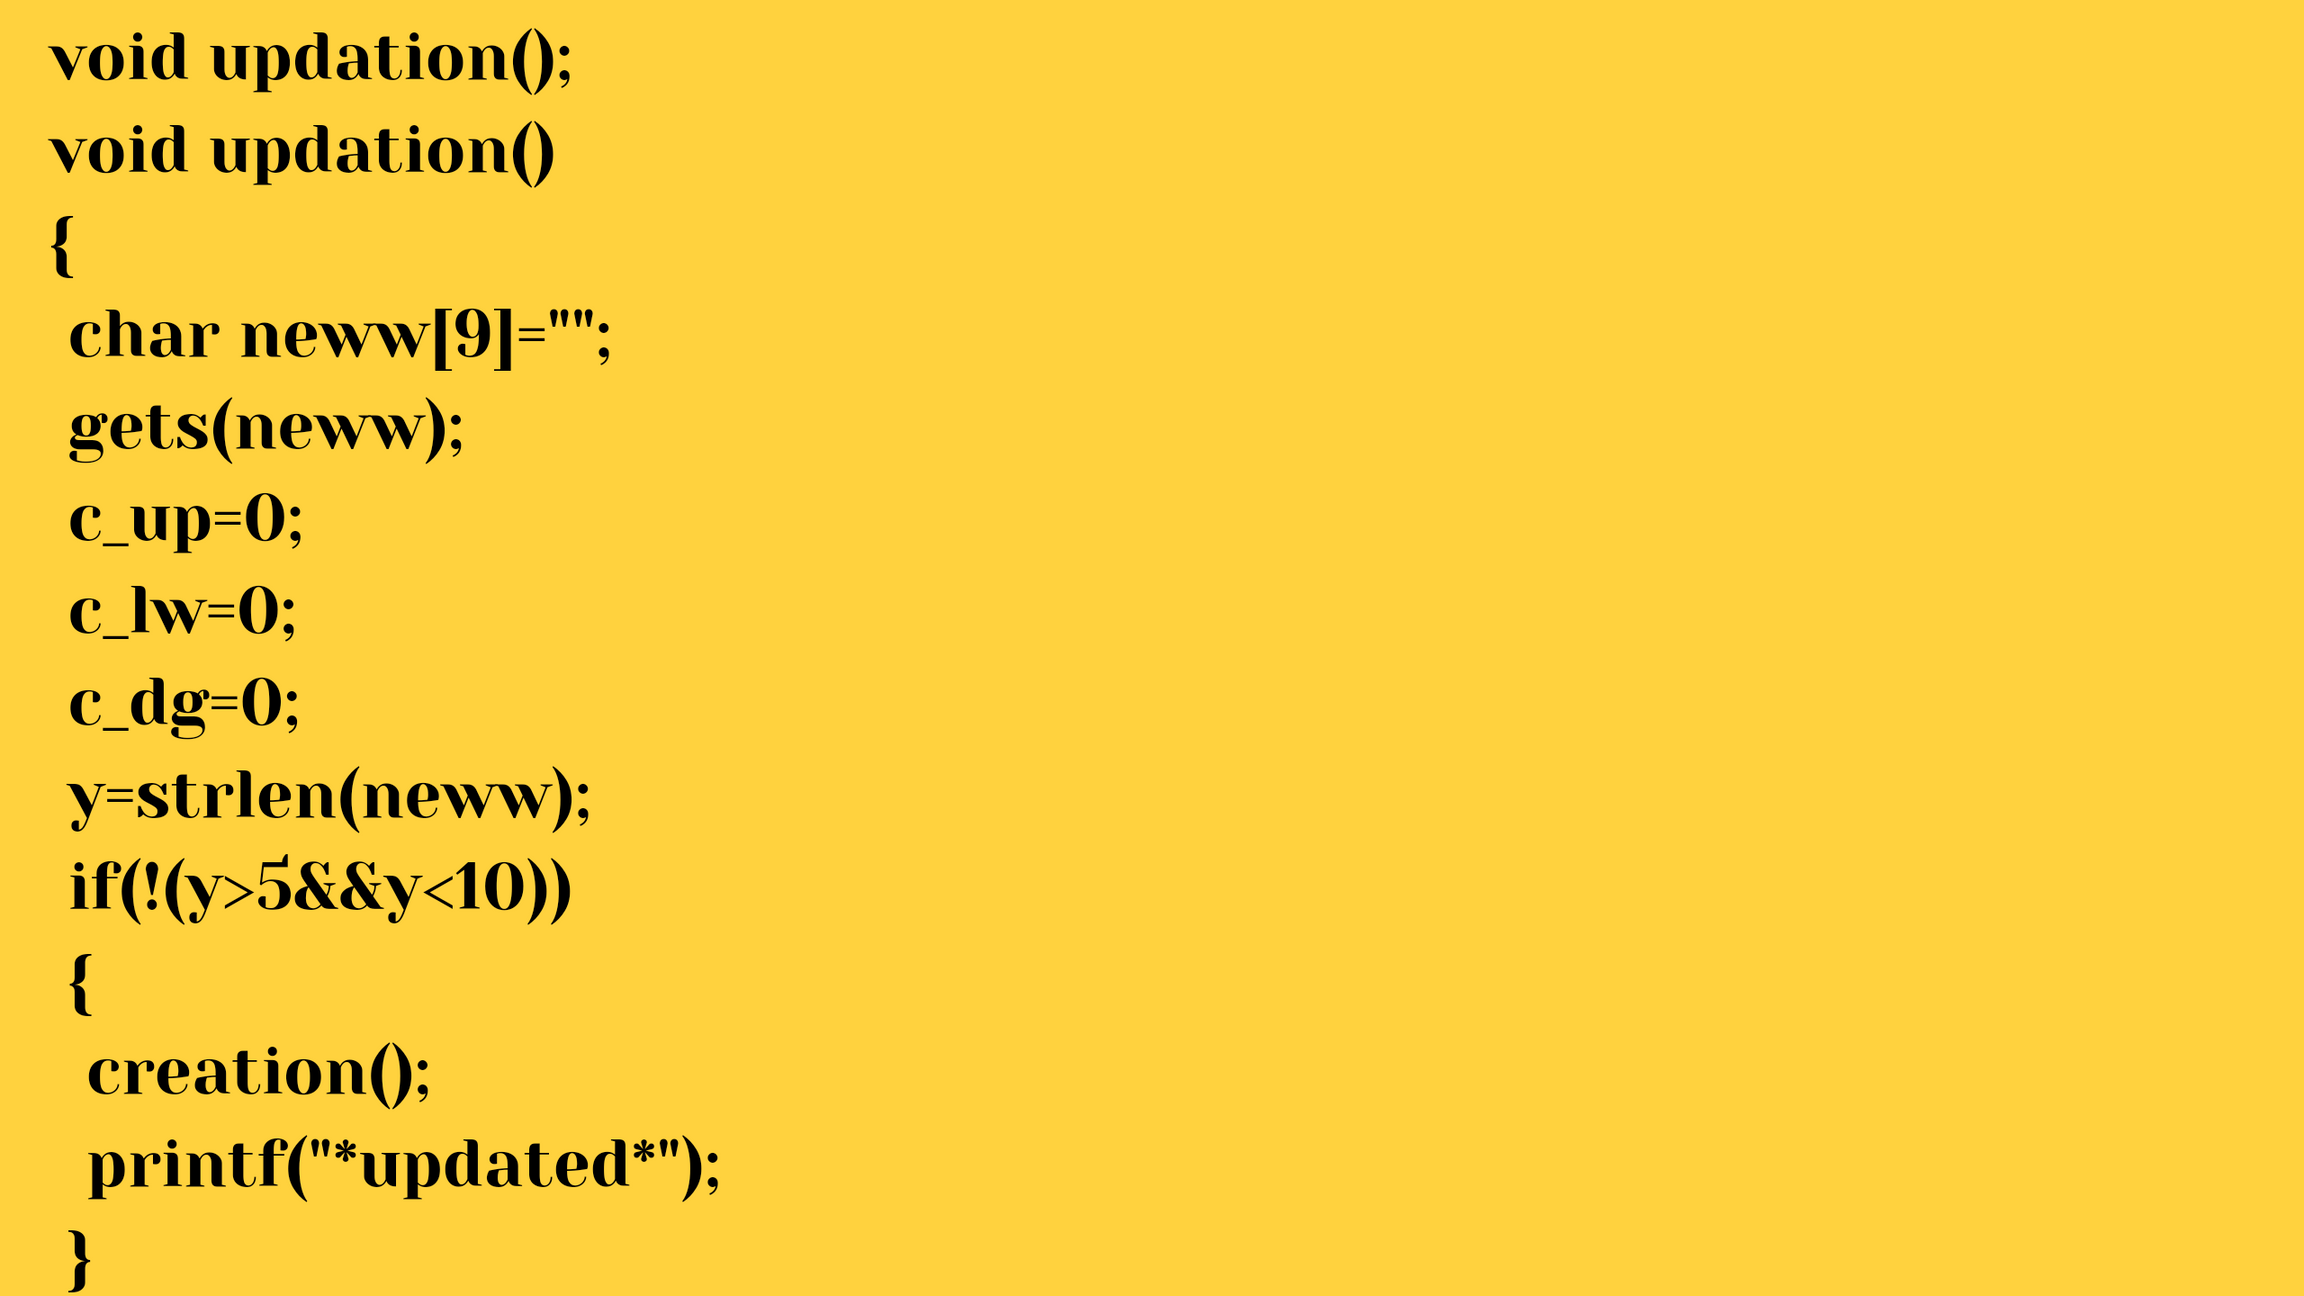 void updation();
void updation()
{
char neww[9]="";
gets(neww);
c_up=0;
c_lw=0;
c_dg=0;
y=strlen(neww);
if(!(y>5&&y<10))
{
creation();
printf("*updated*");
}